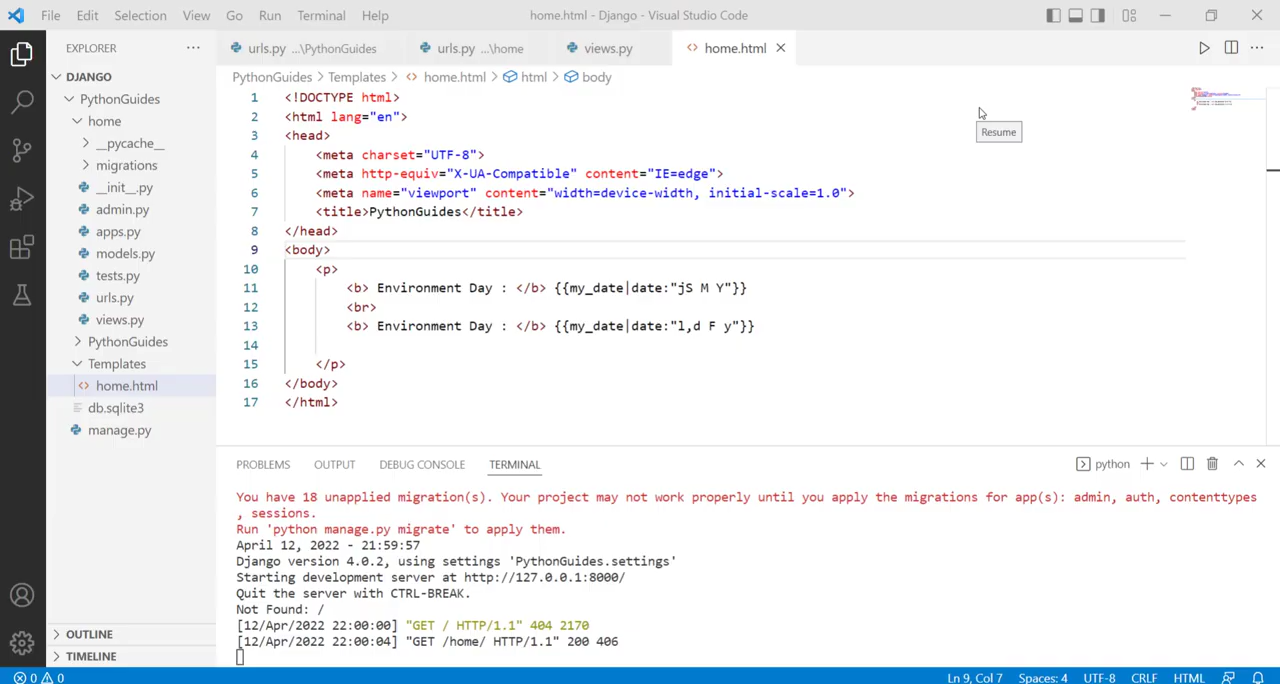 File Edit Selection View Go Run Terminal Help home.html - Django - Visual Studio Code
EXPLORER ...
DJANGO
PythonGuides
home
__pycache__
migrations
__init__.py
admin.py
apps.py
models.py
tests.py
urls.py
views.py
PythonGuides
Templates
home.html
db.sqlite3
manage.py
OUTLINE
TIMELINE
urls.py ...\PythonGuides urls.py ...\home views.py home.html
PythonGuides > Templates > home.html > html > body
1 <!DOCTYPE html>
2 <html lang="en">
3 <head>
4 <meta charset="UTF-8">
5 <meta http-equiv="X-UA-Compatible" content="IE=edge">
6 <meta name="viewport" content="width=device-width, initial-scale=1.0">
7 <title>PythonGuides</title>
8 </head>
9 <body>
10 <p>
11 <b> Environment Day : </b> {{my_date|date:"jS M Y"}}
12 <br>
13 <b> Environment Day : </b> {{my_date|date:"l,d F y"}}
14
15 </p>
16 </body>
17 </html>
Resume
PROBLEMS OUTPUT DEBUG CONSOLE TERMINAL python
You have 18 unapplied migration(s). Your project may not work properly until you apply the migrations for app(s): admin, auth, contenttypes
, sessions.
Run 'python manage.py migrate' to apply them.
April 12, 2022 - 21:59:57
Django version 4.0.2, using settings 'PythonGuides.settings'
Starting development server at http://127.0.0.1:8000/
Quit the server with CTRL-BREAK.
Not Found: /
[12/Apr/2022 22:00:00] "GET / HTTP/1.1" 404 2170
[12/Apr/2022 22:00:04] "GET /home/ HTTP/1.1" 200 406
0 0 Ln 9, Col 7 Spaces: 4 UTF-8 CRLF HTML